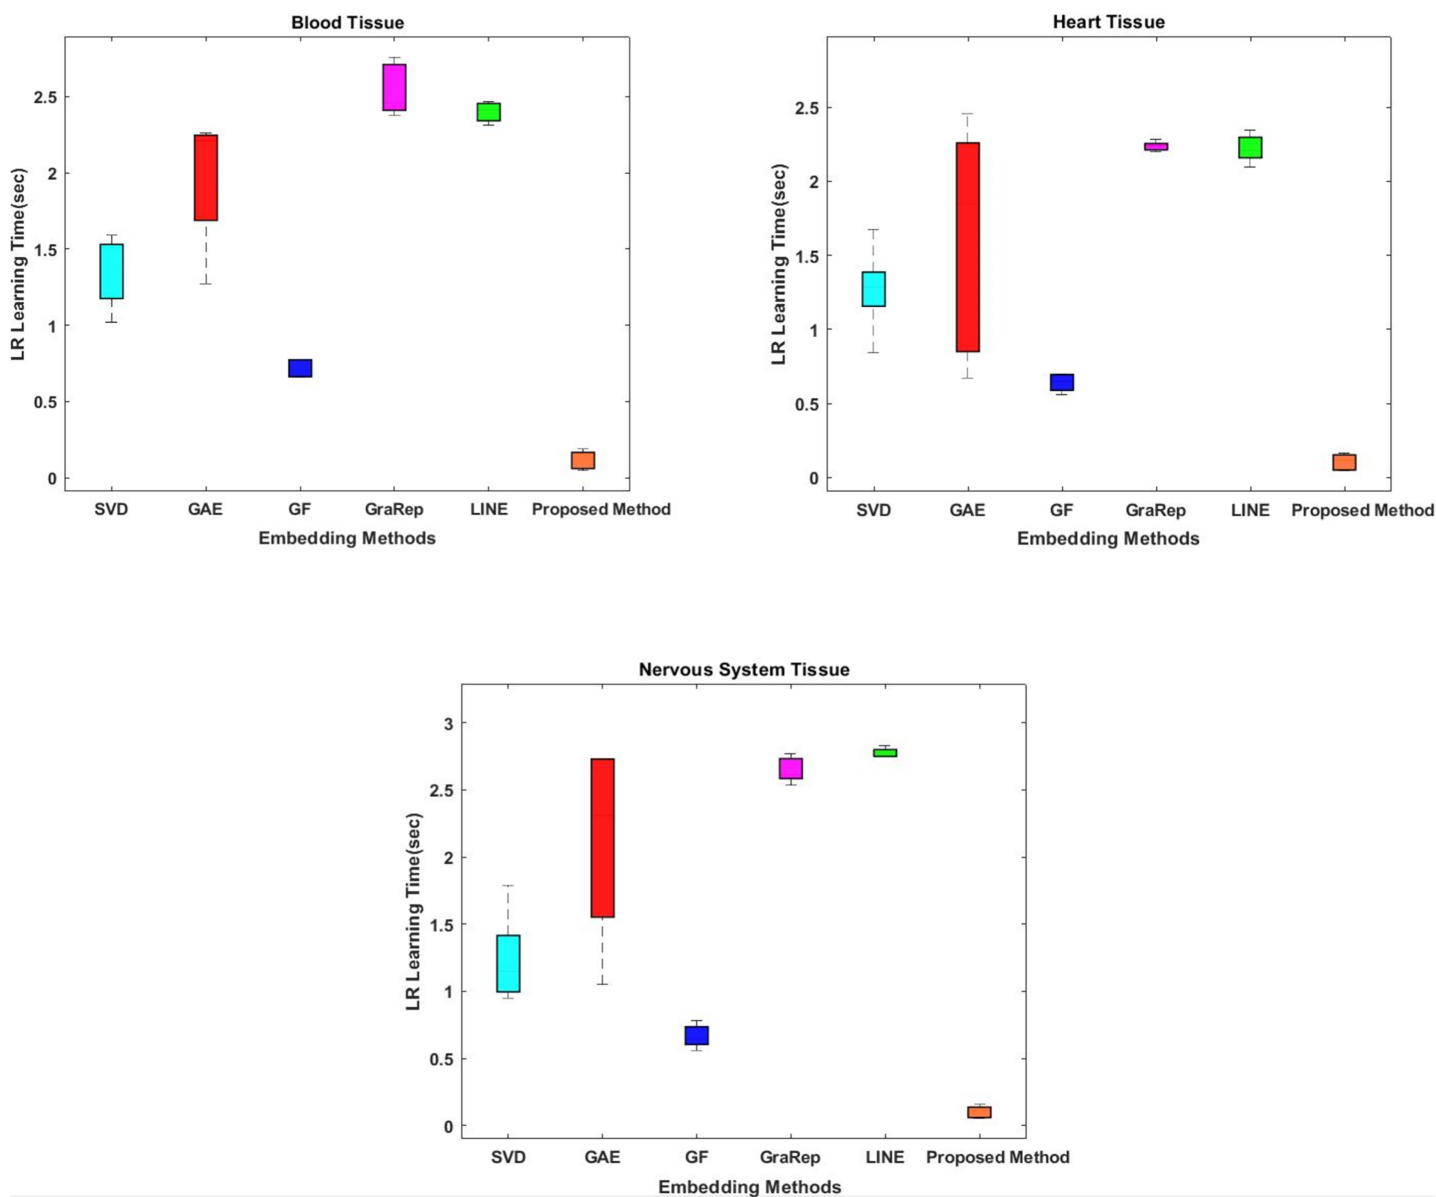 Blood Tissue
LR Learning Time(sec)
2.5
2
1.5
1
0.5
0
SVD GAE GF GraRep LINE Proposed Method
Embedding Methods
Heart Tissue
LR Learning Time(sec)
2.5
2
1.5
1
0.5
0
SVD GAE GF GraRep LINE Proposed Method
Embedding Methods
Nervous System Tissue
LR Learning Time(sec)
3
2.5
2
1.5
1
0.5
0
SVD GAE GF GraRep LINE Proposed Method
Embedding Methods